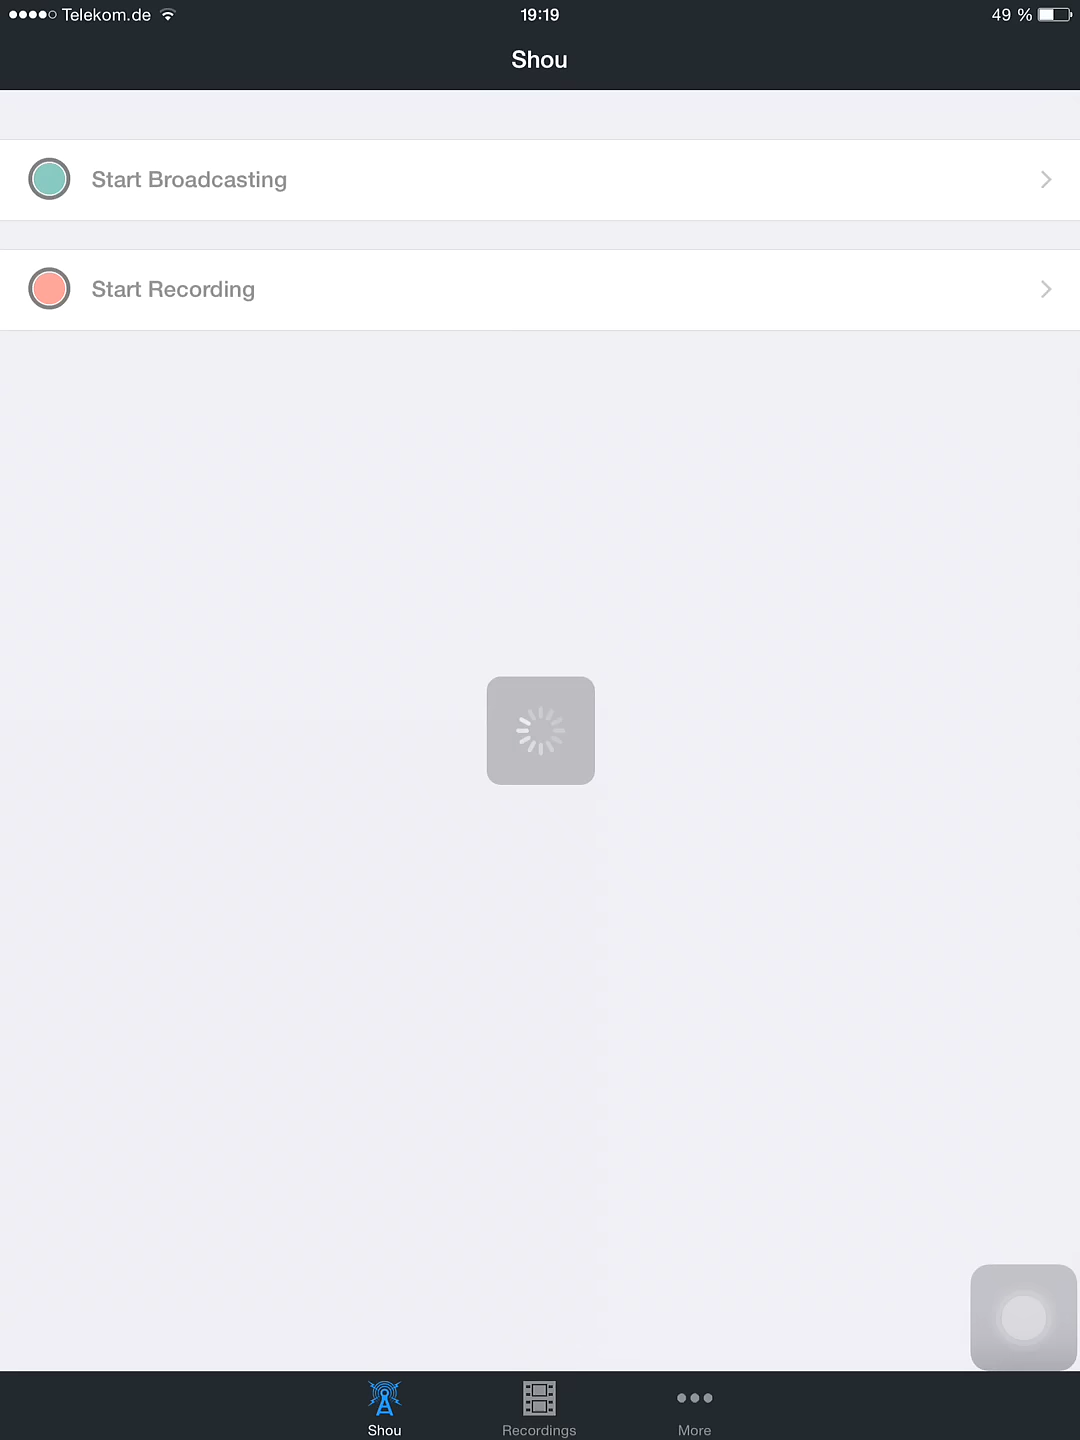 Telekom.de
19:19
49 %
Shou
Start Broadcasting
Start Recording
Shou
Recordings
More